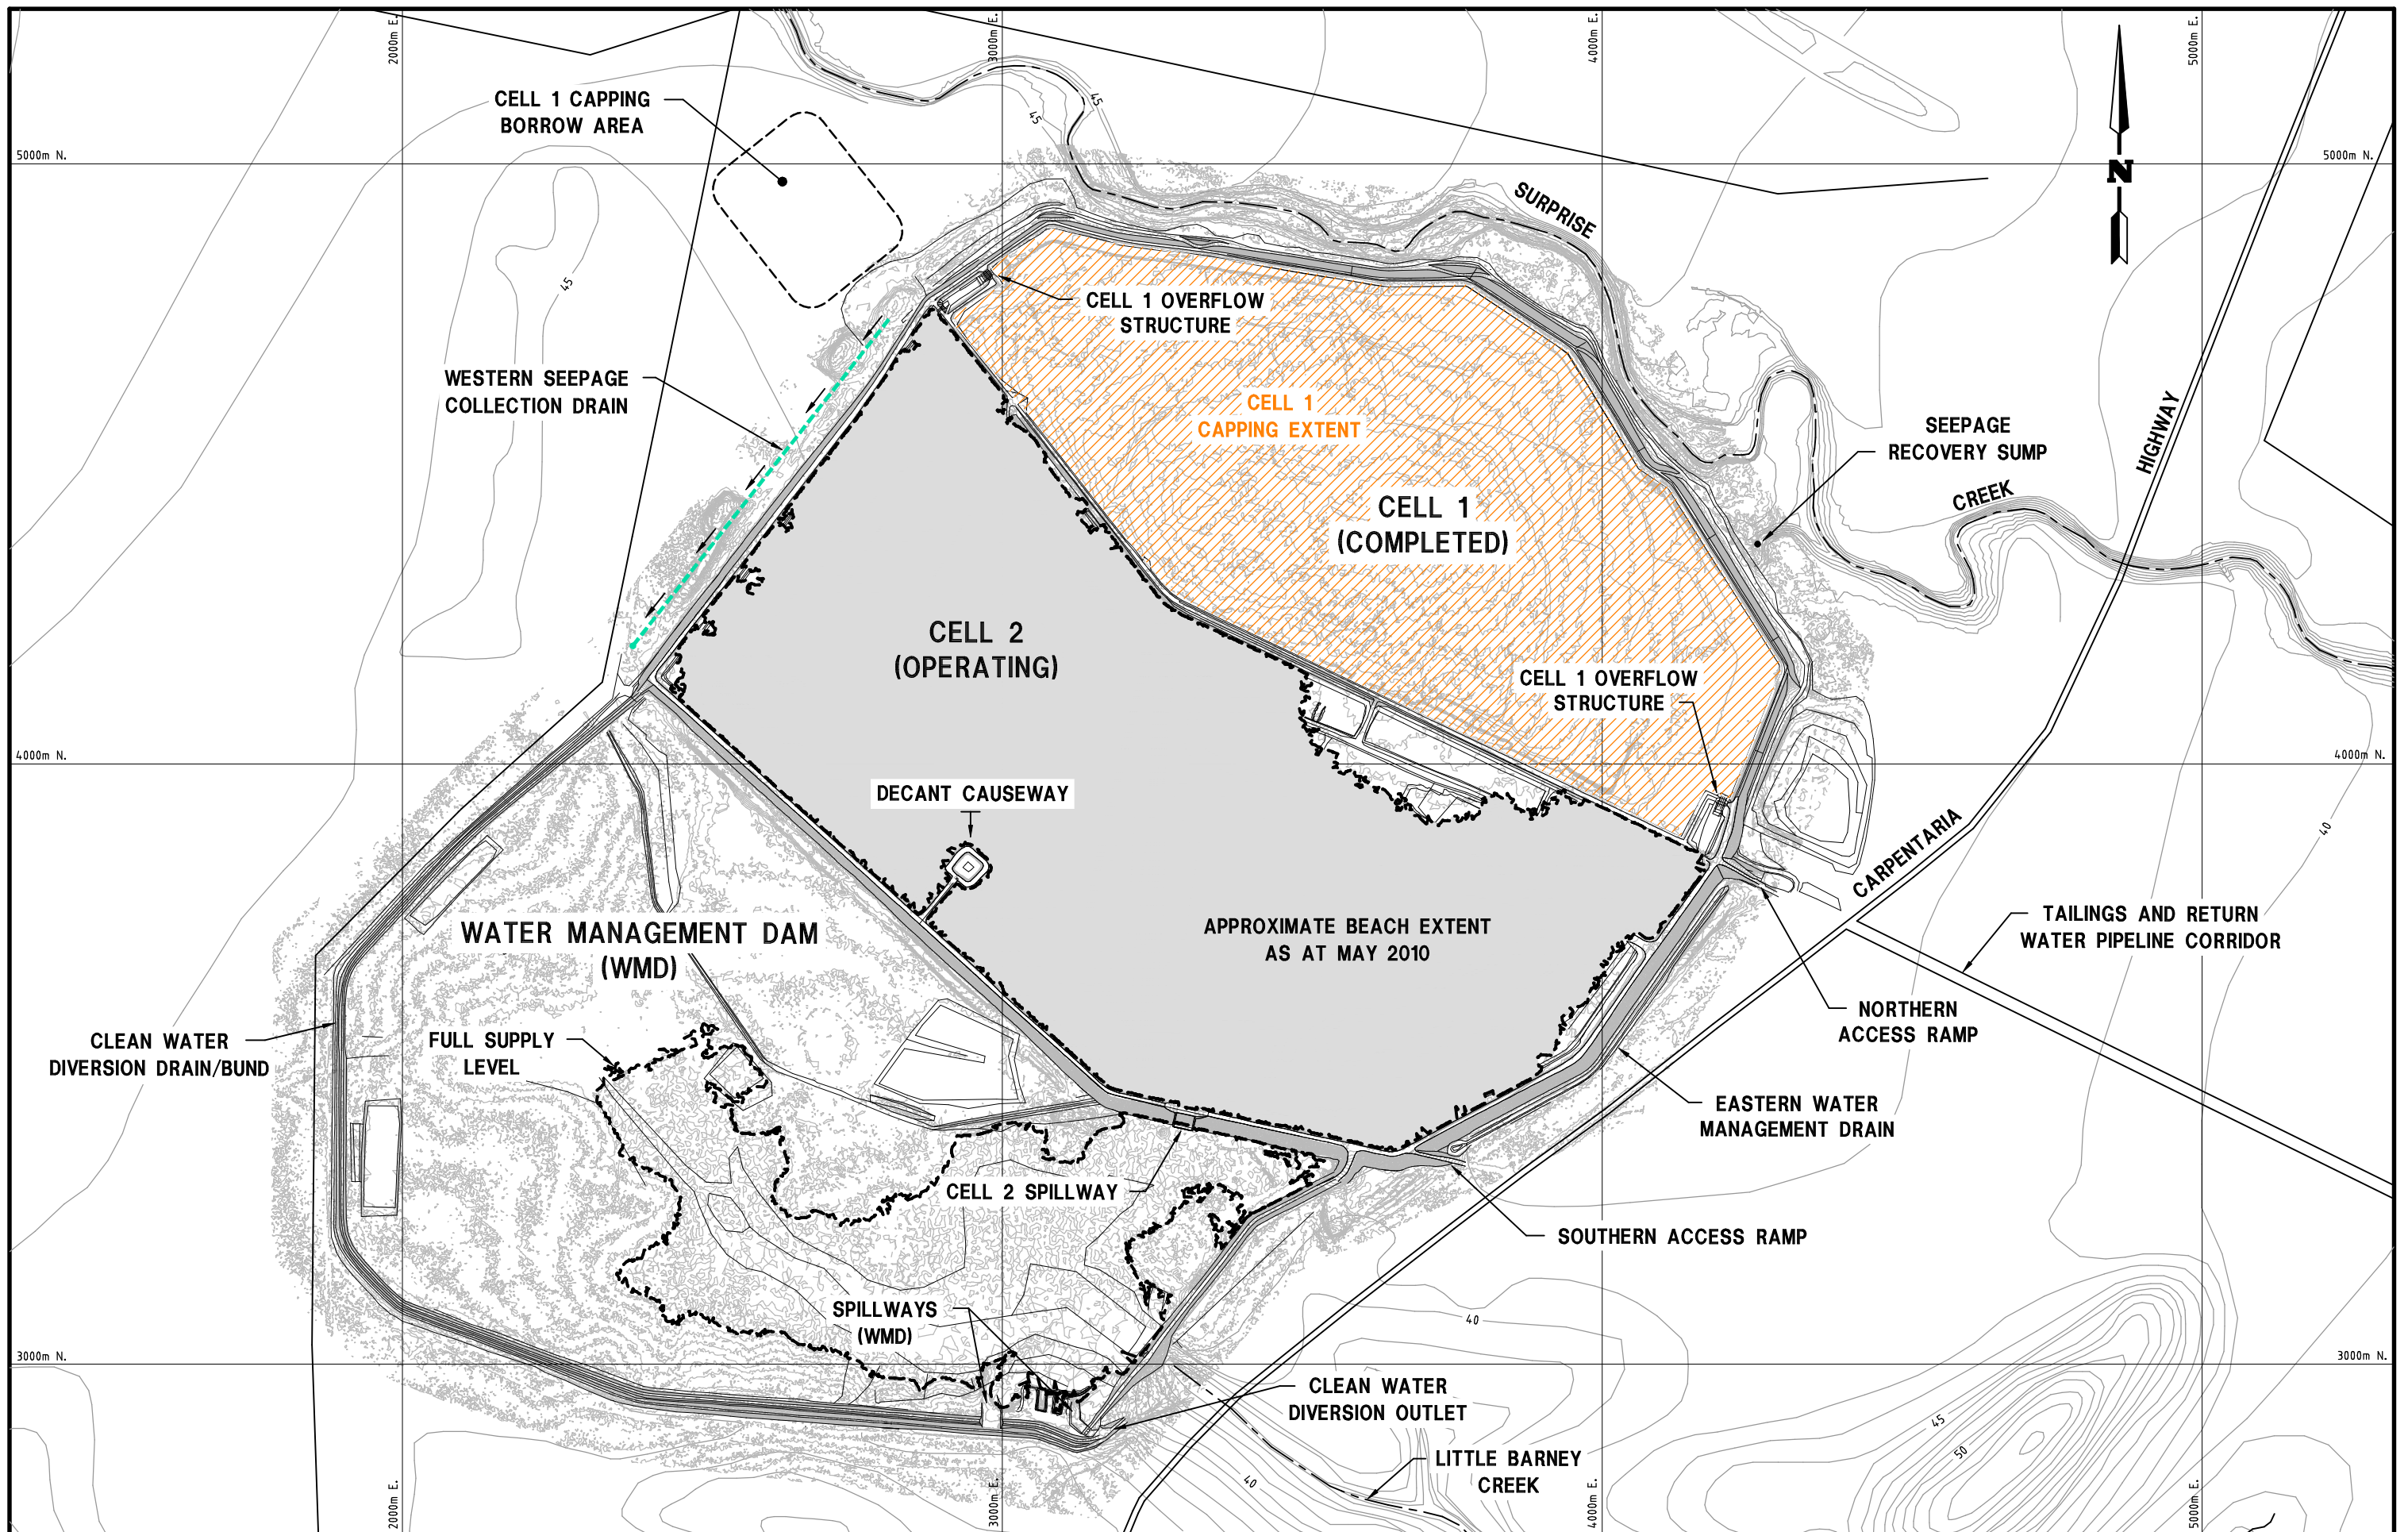 2000m E.
3000m E.
4000m E.
5000m E.
CELL 1 CAPPING
BORROW AREA
45
45
5000m N.
5000m N.
N
SURPRISE
45
CELL 1 OVERFLOW
STRUCTURE
WESTERN SEEPAGE
COLLECTION DRAIN
CELL 1
CAPPING EXTENT
HIGHWAY
SEEPAGE
RECOVERY SUMP
CREEK
CELL 1
(COMPLETED)
CELL 2
(OPERATING)
CELL 1 OVERFLOW
STRUCTURE
4000m N.
4000m N.
DECANT CAUSEWAY
40
CARPENTARIA
WATER MANAGEMENT DAM
(WMD)
APPROXIMATE BEACH EXTENT
AS AT MAY 2010
TAILINGS AND RETURN
WATER PIPELINE CORRIDOR
NORTHERN
ACCESS RAMP
CLEAN WATER
DIVERSION DRAIN/BUND
FULL SUPPLY
LEVEL
EASTERN WATER
MANAGEMENT DRAIN
CELL 2 SPILLWAY
SOUTHERN ACCESS RAMP
SPILLWAYS
(WMD)
40
3000m N.
3000m N.
CLEAN WATER
DIVERSION OUTLET
45
50
LITTLE BARNEY
CREEK
40
2000m E.
3000m E.
4000m E.
5000m E.